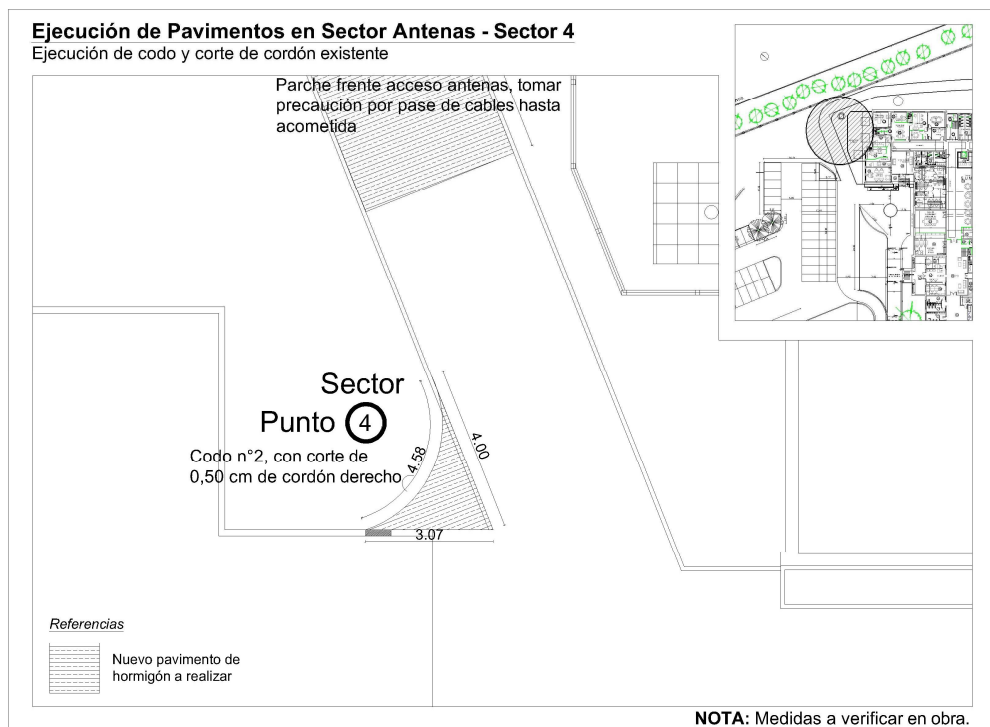 Ejecución de Pavimentos en Sector Antenas - Sector 4
Ejecución de codo y corte de cordón existente
Parche frente acceso antenas, tomar
precaución por pase de cables hasta
acometida
Sector
Punto 4
Codo n°2, con corte de
0,50 cm de cordón derecho
4.58
4.00
3.07
Referencias
Nuevo pavimento de
hormigón a realizar
NOTA: Medidas a verificar en obra.